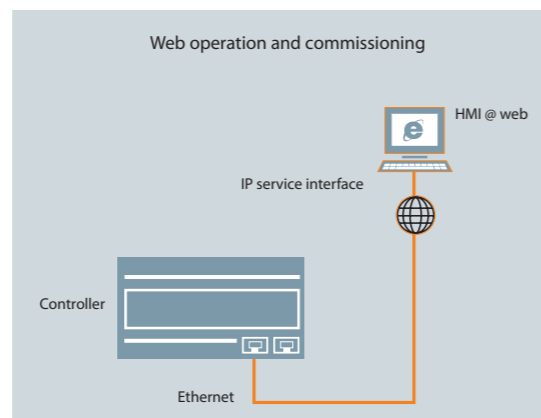 Web operation and commissioning
HMI @ web
IP service interface
Controller
Ethernet